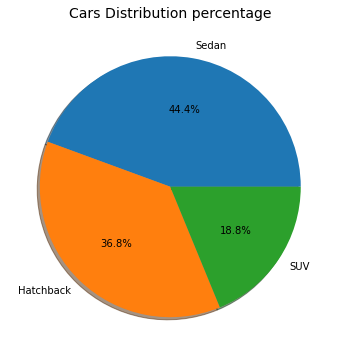 Cars Distribution percentage
Sedan
44.4%
36.8%
18.8%
SUV
Hatchback